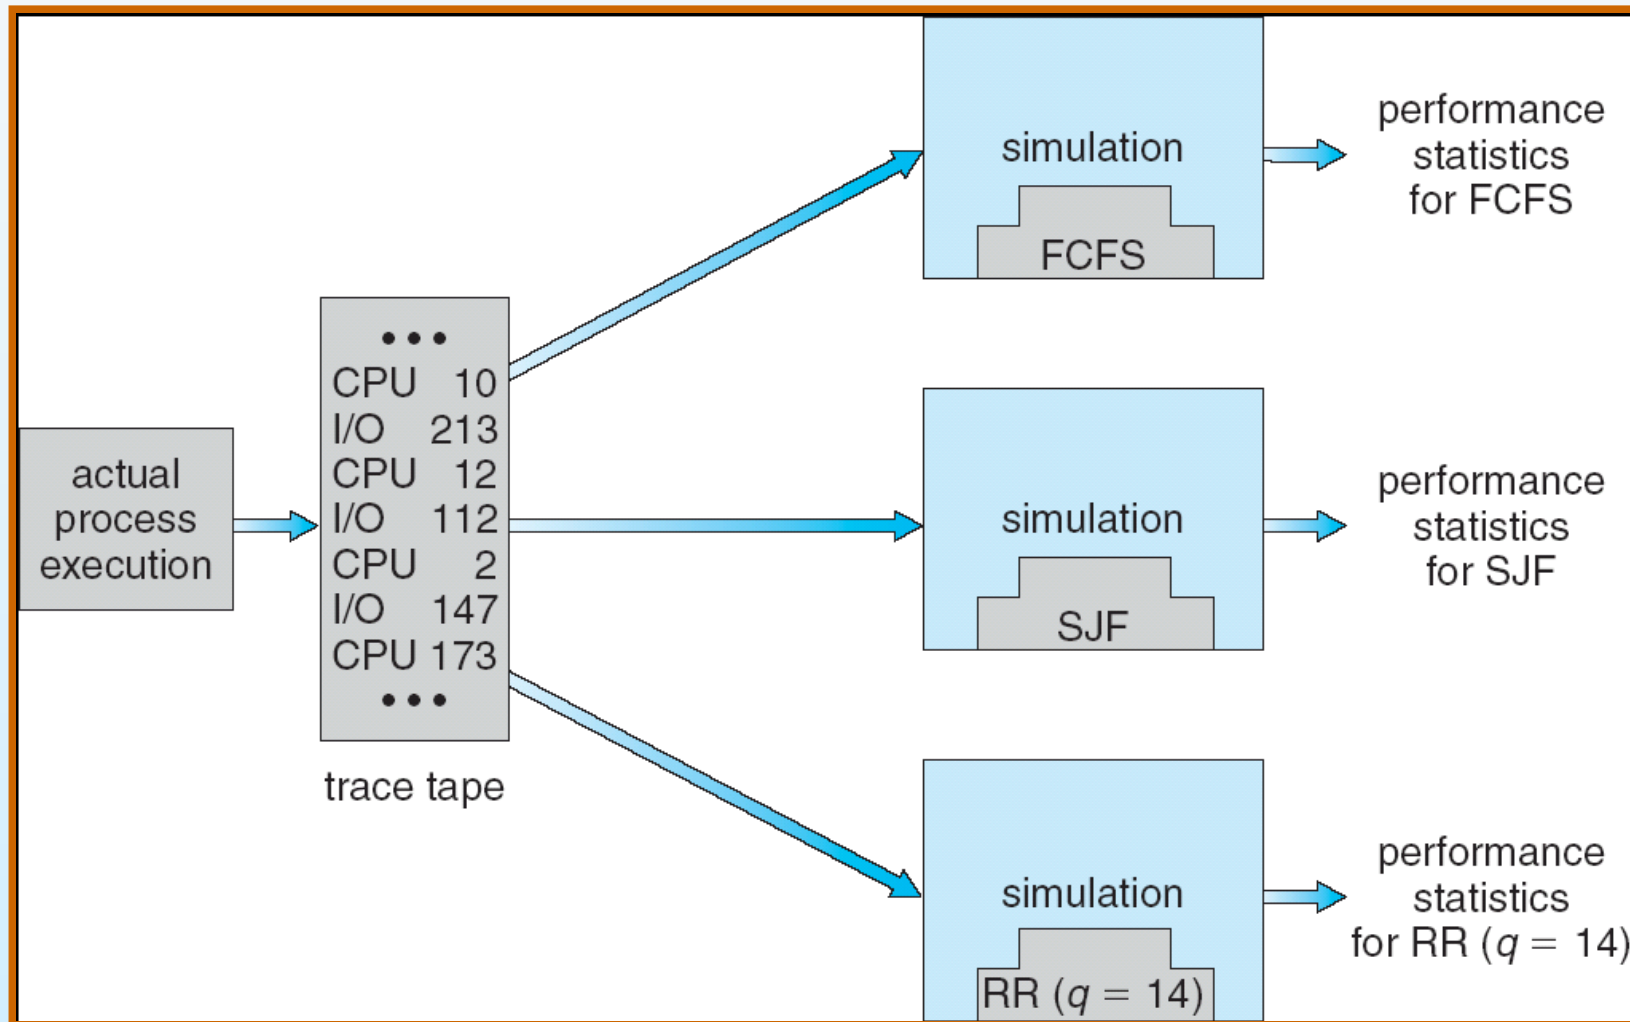 actual
process
execution
• • •
CPU 10
I/O 213
CPU 12
I/O 112
CPU 2
I/O 147
CPU 173
• • •
trace tape
simulation
FCFS
performance
statistics
for FCFS
simulation
SJF
performance
statistics
for SJF
simulation
RR (q = 14)
performance
statistics
for RR (q = 14)